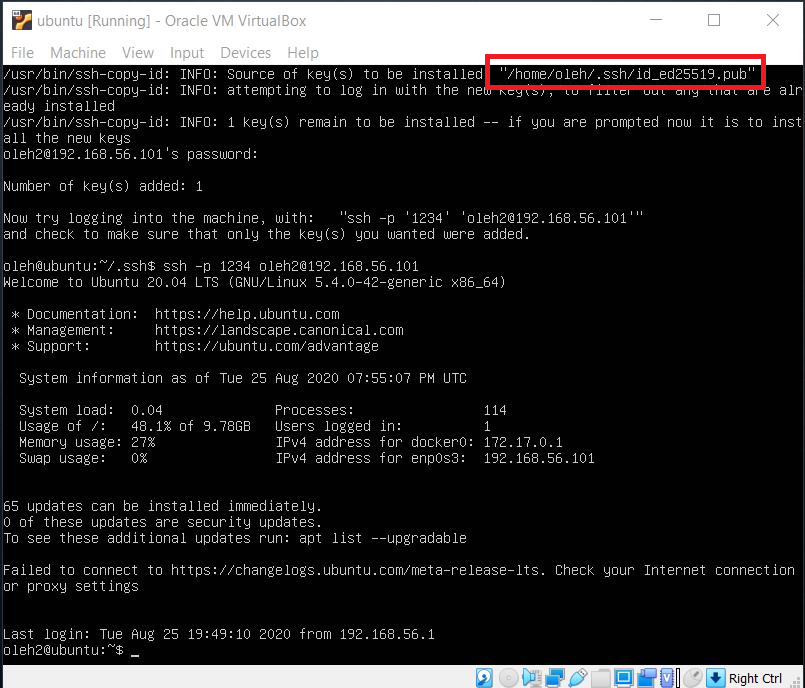 ubuntu [Running] - Oracle VM VirtualBox
File Machine View Input Devices Help
/usr/bin/ssh-copy-id: INFO: Source of key(s) to be installed "/home/oleh/.ssh/id_ed25519.pub"
/usr/bin/ssh-copy-id: INFO: attempting to log in with the new key(s), to filter out any that are alr
eady installed
/usr/bin/ssh-copy-id: INFO: 1 key(s) remain to be installed -- if you are prompted now it is to inst
all the new keys
oleh2@192.168.56.101's password:
Number of key(s) added: 1
Now try logging into the machine, with:   "ssh -p '1234' 'oleh2@192.168.56.101'"
and check to make sure that only the key(s) you wanted were added.
oleh@ubuntu:~/.ssh$ ssh -p 1234 oleh2@192.168.56.101
Welcome to Ubuntu 20.04 LTS (GNU/Linux 5.4.0-42-generic x86_64)
* Documentation:  https://help.ubuntu.com
* Management:     https://landscape.canonical.com
* Support:        https://ubuntu.com/advantage
System information as of Tue 25 Aug 2020 07:55:07 PM UTC
System load:  0.04               Processes:                114
Usage of /:   48.1% of 9.78GB   Users logged in:          1
Memory usage: 27%                IPv4 address for docker0: 172.17.0.1
Swap usage:   0%                 IPv4 address for enp0s3:  192.168.56.101
65 updates can be installed immediately.
0 of these updates are security updates.
To see these additional updates run: apt list --upgradable
Failed to connect to https://changelogs.ubuntu.com/meta-release-lts. Check your Internet connection
or proxy settings
Last login: Tue Aug 25 19:49:10 2020 from 192.168.56.1
oleh2@ubuntu:~$ _
Right Ctrl